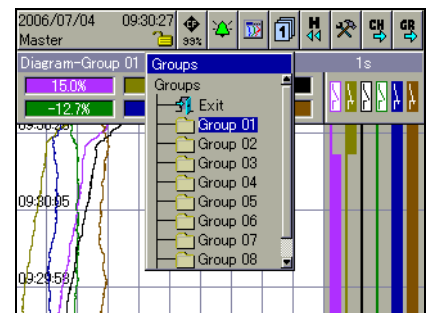 2006/07/04 09:30:27
Master
99%
1
H
CH
GR
Diagram-Group 01
Groups
1s
15.0%
-12.7%
Groups
Exit
Group 01
Group 02
Group 03
Group 04
Group 05
Group 06
Group 07
Group 08
09:30:05
09:29:58